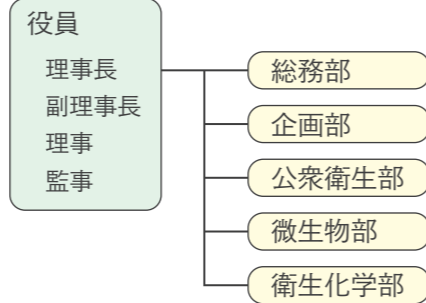 役員
理事長
副理事長
理事
監事
総務部
企画部
公衆衛生部
微生物部
衛生化学部